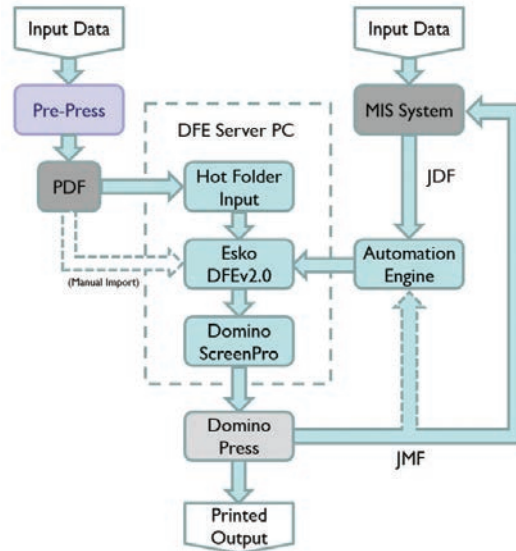 Input Data
Input Data
Pre-Press
MIS System
DFE Server PC
PDF
Hot Folder
Input
JDF
(Manual Import)
Esko
DFEv2.0
Automation
Engine
Domino
ScreenPro
Domino
Press
JMF
Printed
Output